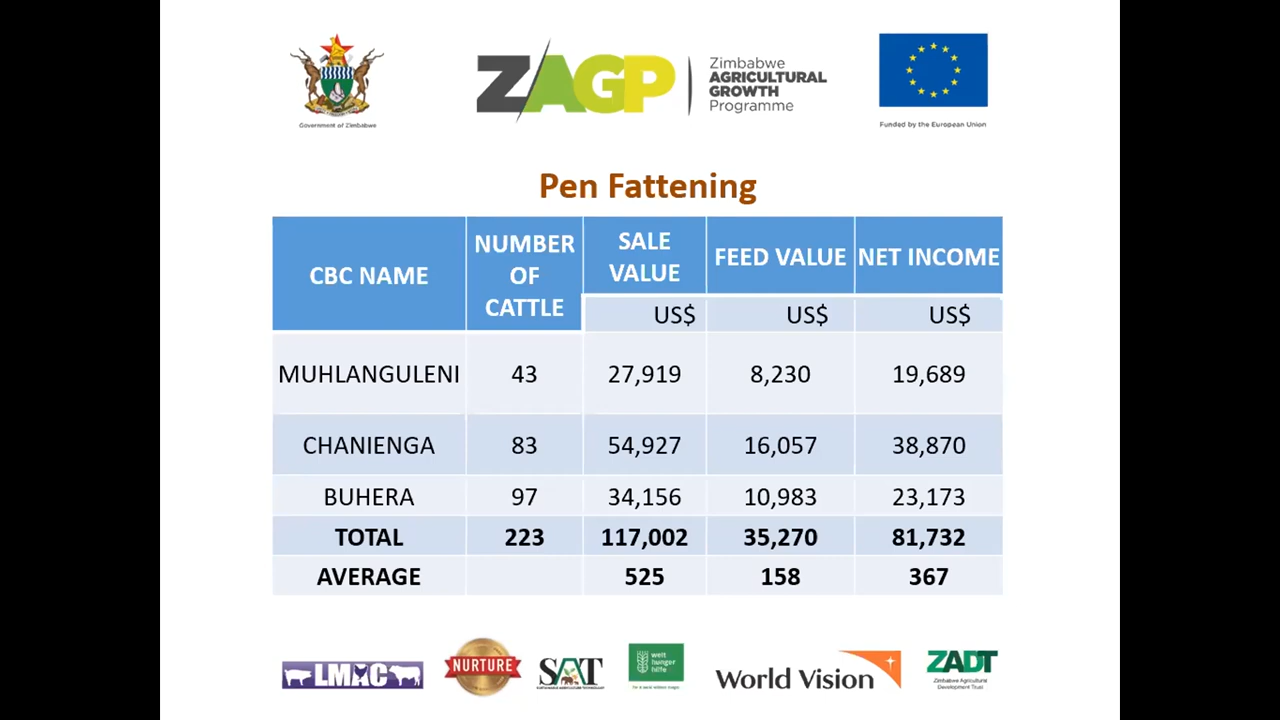 Government of Zimbabwe
ZAGP
Zimbabwe
AGRICULTURAL
GROWTH
Programme
Funded by the European Union
Pen Fattening
CBC NAME NUMBER OF CATTLE SALE VALUE FEED VALUE NET INCOME
US$ US$ US$
MUHLANGULENI 43 27,919 8,230 19,689
CHANIENGA 83 54,927 16,057 38,870
BUHERA 97 34,156 10,983 23,173
TOTAL 223 117,002 35,270 81,732
AVERAGE 525 158 367
LMAC
NURTURE
SAT
welt
hunger
hilfe
World Vision
ZADT
Zimbabwe Agricultural
Development Trust